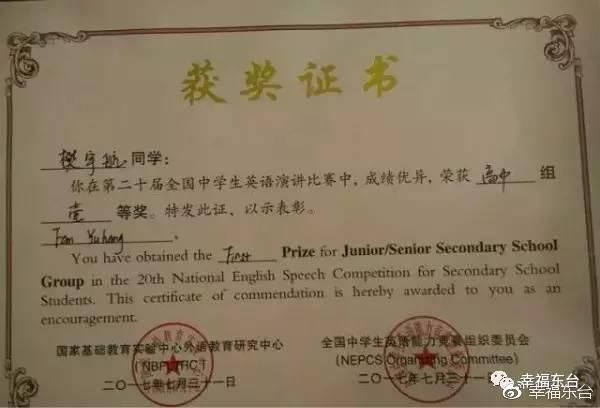 获奖证书
樊宇航 同学：
你在第二十届全国中学生英语演讲比赛中，成绩优异，荣获 高中 组
壹 等奖。特发此证，以示表彰。
Fan Yuhang .
You have obtained the First Prize for Junior/Senior Secondary School
Group in the 20th National English Speech Competition for Secondary School
Students. This certificate of commendation is hereby awarded to you as an
encouragement.
国家基础教育实验中心外语教育研究中心
(NBFLTRCT)
二〇一七年七月三十一日
全国中学生英语能力竞赛组织委员会
(NEPCS Organizing Committee)
二〇一七年七月三十一日
幸福东台
幸福东台